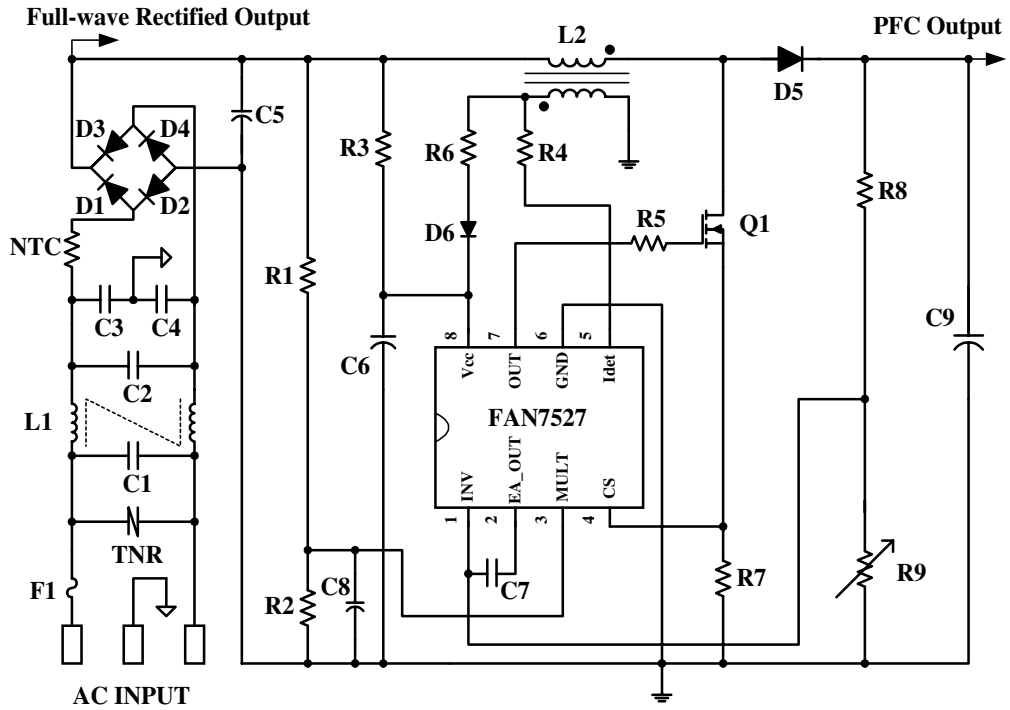 Full-wave Rectified Output
PFC Output
L2
D5
D3
D4
C5
R3
R6
R4
R8
D1
D2
R5
Q1
NTC
D6
R1
C3
C4
C6
C9
8
7
6
5
Vcc
OUT
GND
Idet
C2
L1
FAN7527
C1
INV
EA_OUT
MULT
CS
1
2
3
4
TNR
F1
R2
C8
C7
R7
R9
AC INPUT